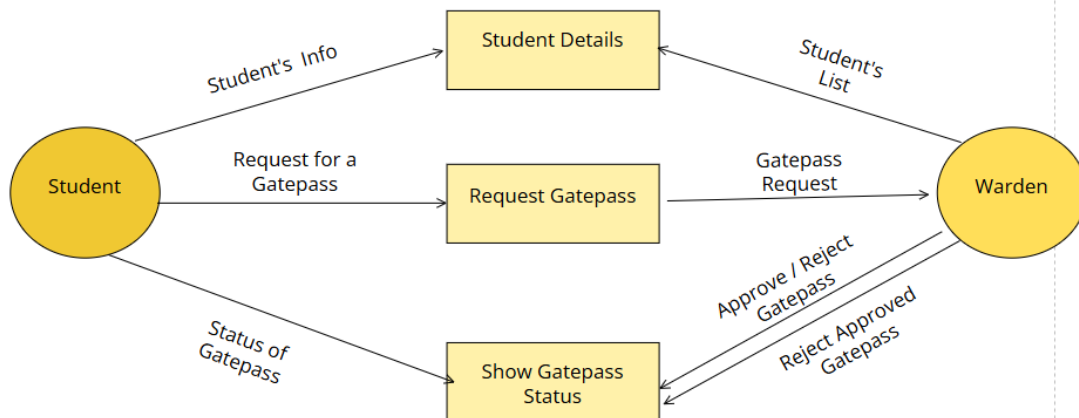 Student Details
Student's  Info
Student's
List
Student
Request for a
Gatepass
Request Gatepass
Gatepass
Request
Warden
Approve / Reject
Gatepass
Reject Approved
Gatepass
Status of
Gatepass
Show Gatepass
Status